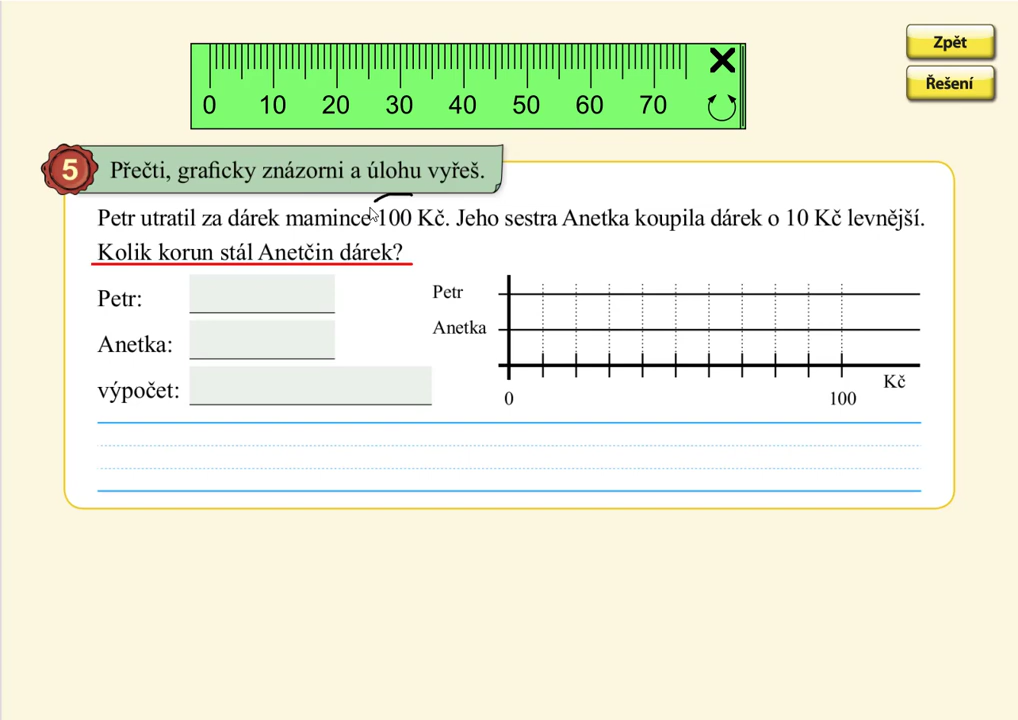 Zpět
Řešení
0 10 20 30 40 50 60 70
5 Přečti, graficky znázorni a úlohu vyřeš.
Petr utratil za dárek mamince 100 Kč. Jeho sestra Anetka koupila dárek o 10 Kč levnější.
Kolik korun stál Anetčin dárek?
Petr:
Anetka:
výpočet:
Petr
Anetka
Kč
0 100